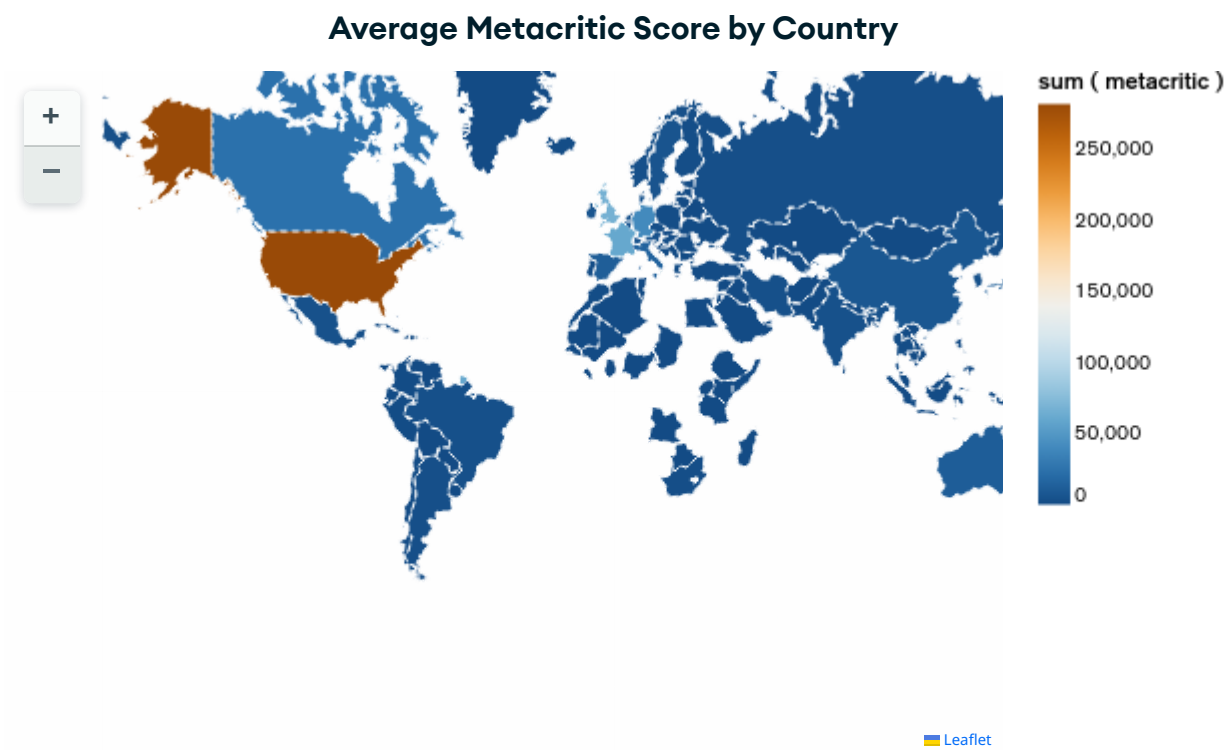 Average Metacritic Score by Country
+
−
sum ( metacritic )
250,000
200,000
150,000
100,000
50,000
0
Leaflet